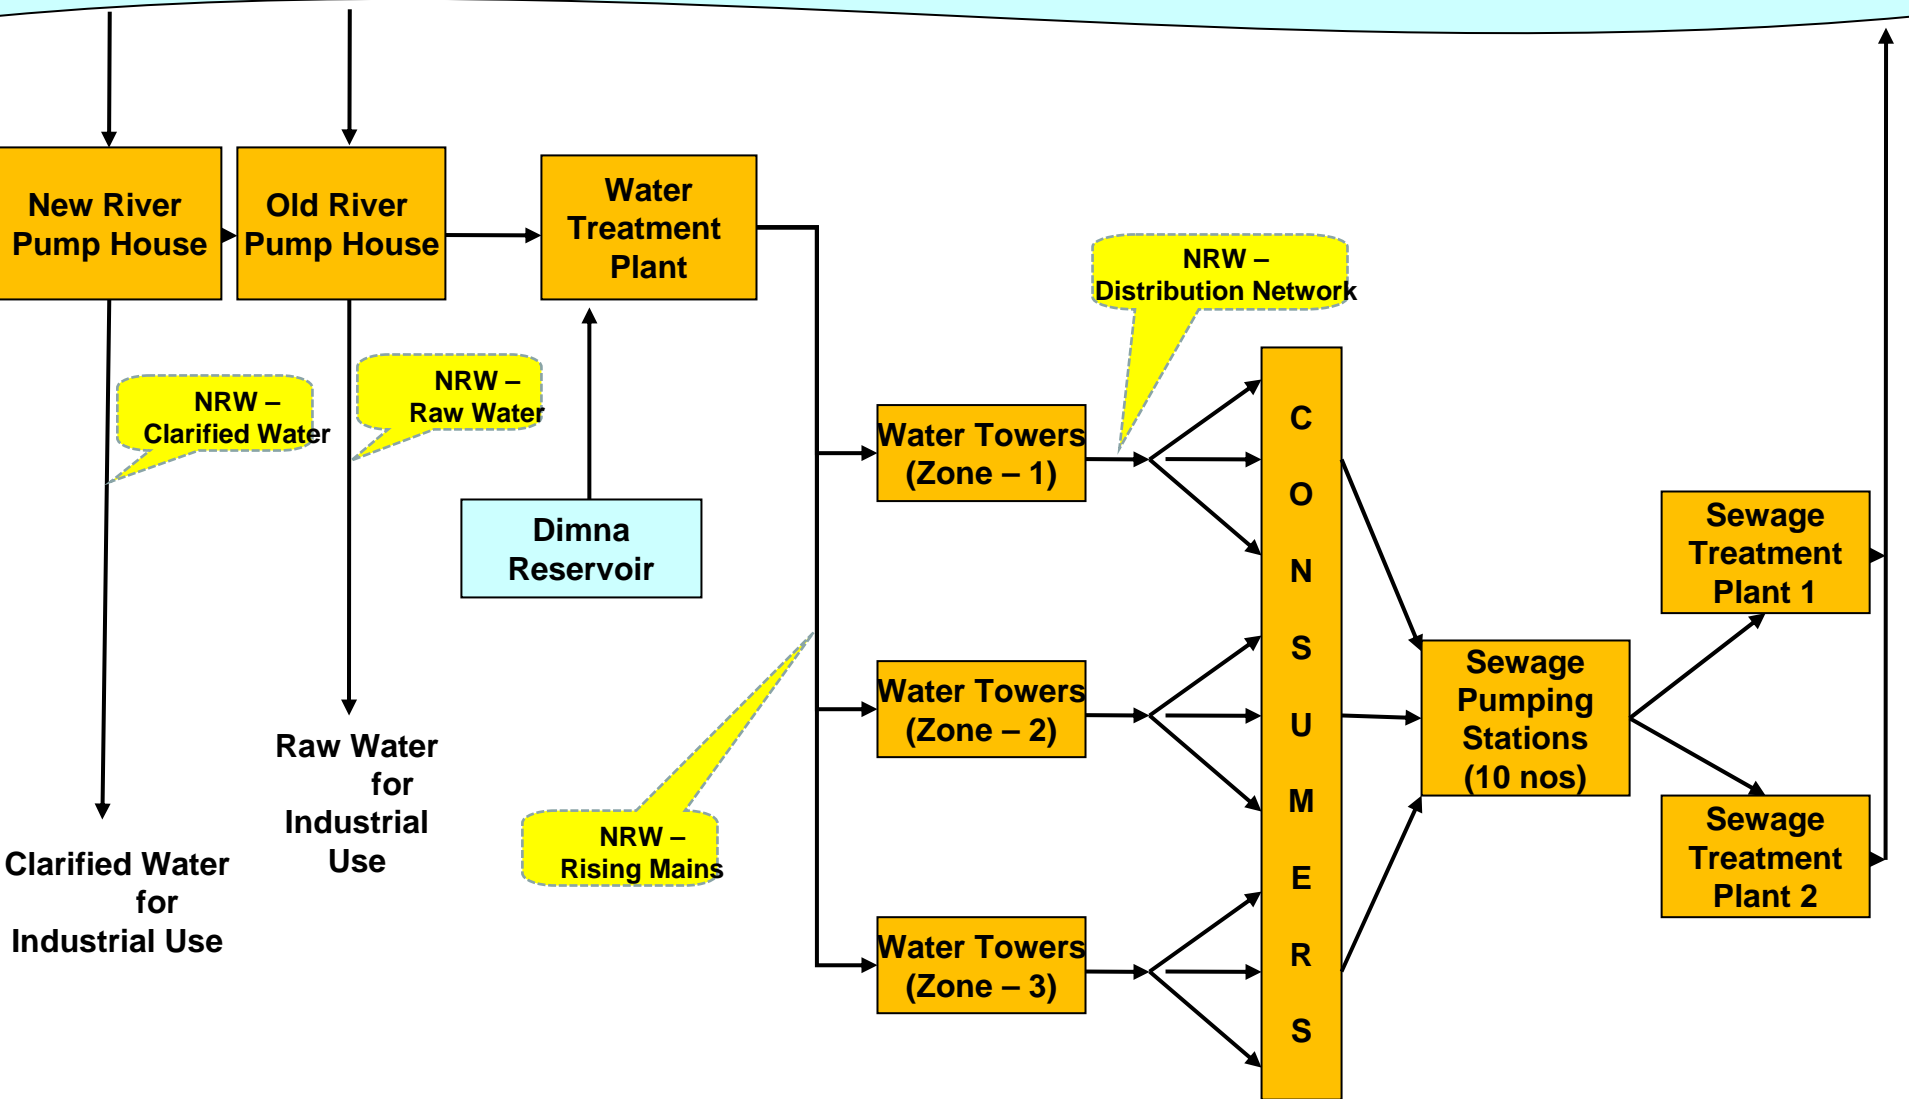 New River
Pump House
Old River
Pump House
Water
Treatment
Plant
NRW –
Distribution Network
NRW –
Clarified Water
NRW –
Raw Water
Water Towers
(Zone – 1)
Dimna
Reservoir
Water Towers
(Zone – 2)
Water Towers
(Zone – 3)
C
O
N
S
U
M
E
R
S
Sewage
Pumping
Stations
(10 nos)
Sewage
Treatment
Plant 1
Sewage
Treatment
Plant 2
Raw Water
for
Industrial
Use
NRW –
Rising Mains
Clarified Water
for
Industrial Use